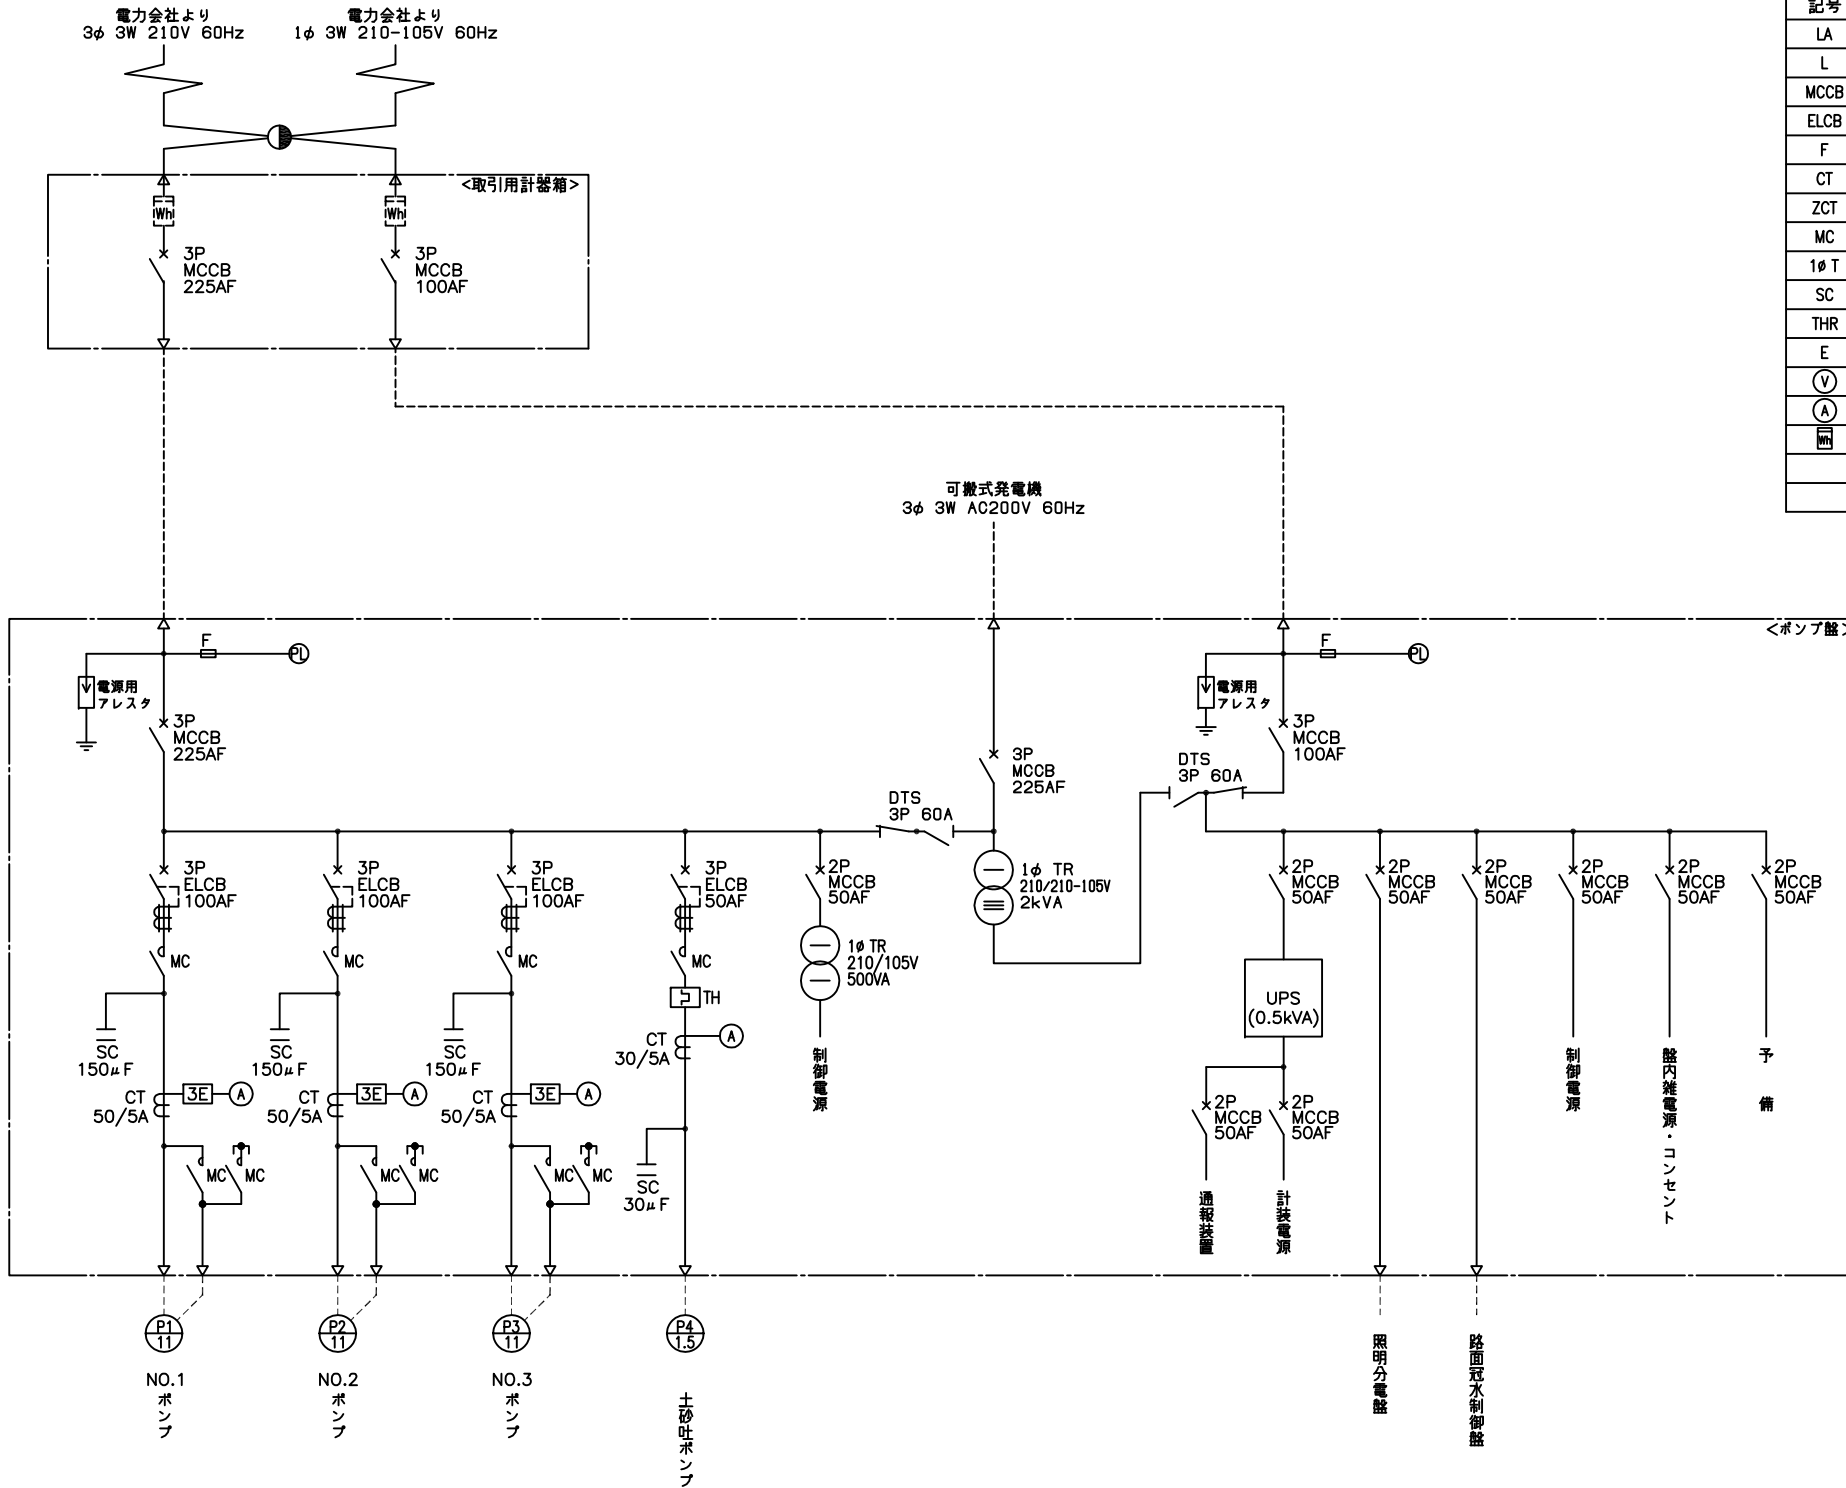 電力会社より
3φ 3W 210V 60Hz
電力会社より
1φ 3W 210-105V 60Hz
<取引用計器箱>
Wh
Wh
3P
MCCB
225AF
3P
MCCB
100AF
記号
LA
L
MCCB
ELCB
F
CT
ZCT
MC
1φT
SC
THR
E
V
A
Wh
可搬式発電機
3φ 3W AC200V 60Hz
<ポンプ盤>
F
PL
電源用
アレスタ
3P
MCCB
225AF
3P
MCCB
225AF
F
PL
電源用
アレスタ
3P
MCCB
100AF
DTS
3P 60A
DTS
3P 60A
3P
ELCB
100AF
MC
SC
150μF
CT
50/5A
3E
A
MC
MC
3P
ELCB
100AF
MC
SC
150μF
CT
50/5A
3E
A
MC
MC
3P
ELCB
100AF
MC
SC
150μF
CT
50/5A
3E
A
MC
MC
3P
ELCB
50AF
MC
TH
CT
30/5A
A
SC
30μF
2P
MCCB
50AF
1φTR
210/105V
500VA
制御電源
1φ TR
210/210-105V
2kVA
2P
MCCB
50AF
UPS
(0.5kVA)
2P
MCCB
50AF
通報装置
2P
MCCB
50AF
計装電源
2P
MCCB
50AF
2P
MCCB
50AF
2P
MCCB
50AF
制御電源
2P
MCCB
50AF
盤内雑電源・コンセント
2P
MCCB
50AF
予 備
P1
11
NO.1
ポンプ
P2
11
NO.2
ポンプ
P3
11
NO.3
ポンプ
P4
1.5
土砂吐ポンプ
照明分電盤
路面冠水制御盤